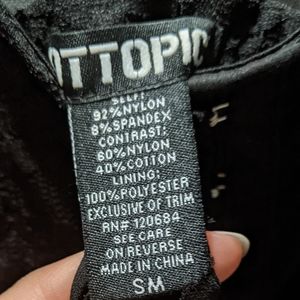 OTTOPIC
92%NYLON
8%SPANDEX
CONTRAST:
60%NYLON
40%COTTON
LINING:
100%POLYESTER
EXCLUSIVE OF TRIM
RN# 120684
SEE CARE
ON REVERSE
MADE IN CHINA
SM